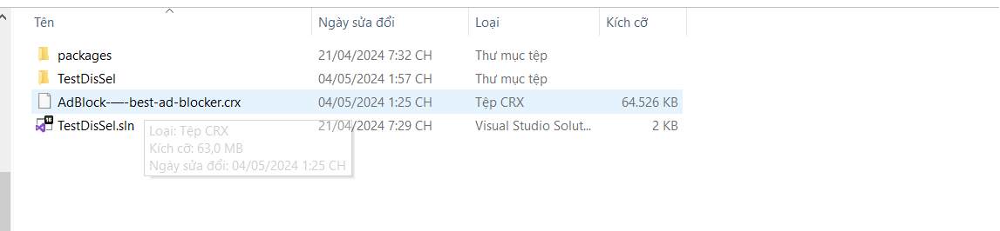 Tên Ngày sửa đổi Loại Kích cỡ
packages 21/04/2024 7:32 CH Thư mục tệp
TestDisSel 04/05/2024 1:57 CH Thư mục tệp
AdBlock-—-best-ad-blocker.crx 04/05/2024 1:25 CH Tệp CRX 64.526 KB
TestDisSel.sln 21/04/2024 7:29 CH Visual Studio Solut... 2 KB
Loại: Tệp CRX
Kích cỡ: 63,0 MB
Ngày sửa đổi: 04/05/2024 1:25 CH